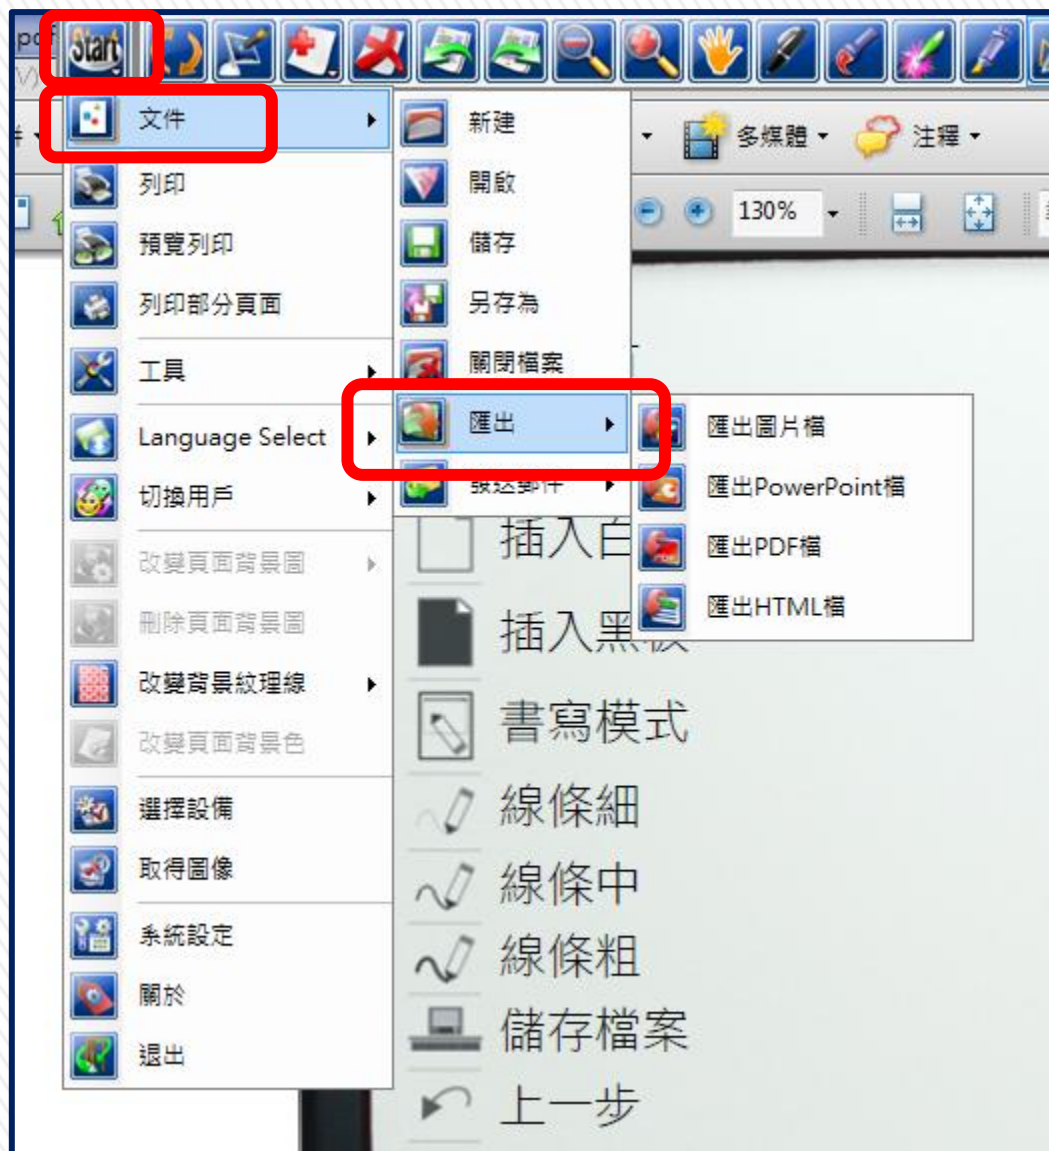 pdf
Start
文件
列印
預覽列印
列印部分頁面
工具
Language Select
切換用戶
改變頁面背景圖
刪除頁面背景圖
改變背景紋理線
改變頁面背景色
選擇設備
取得圖像
系統設定
關於
退出
新建
開啟
儲存
另存為
關閉檔案
匯出
發送郵件
匯出圖片檔
匯出PowerPoint檔
匯出PDF檔
匯出HTML檔
多媒體
注釋
130%
插入白
插入黑板
書寫模式
線條細
線條中
線條粗
儲存檔案
上一步